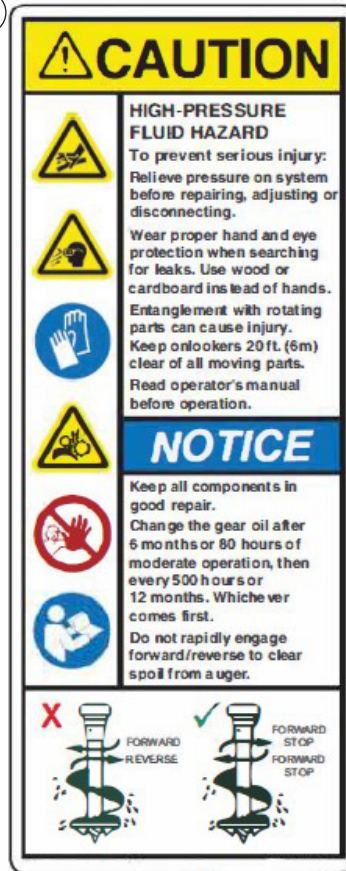 CAUTION
HIGH-PRESSURE
FLUID HAZARD
To prevent serious injury:
Relieve pressure on system
before repairing, adjusting or
disconnecting.
Wear proper hand and eye
protection when searching
for leaks. Use wood or
cardboard instead of hands.
Entanglement with rotating
parts can cause injury.
Keep onlookers 20 ft. (6m)
clear of all moving parts.
Read operator's manual
before operation.
NOTICE
Keep all components in
good repair.
Change the gear oil after
6 months or 80 hours of
moderate operation, then
every 500 hours or
12 months. Whichever
comes first.
Do not rapidly engage
forward/reverse to clear
spoil from auger.
X
FORWARD
REVERSE
✓
FORWARD
STOP
FORWARD
STOP